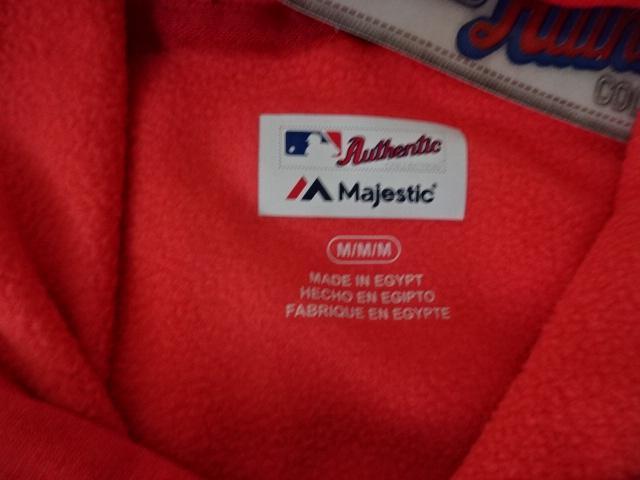 Authentic
Majestic
M/M/M
MADE IN EGYPT
HECHO EN EGIPTO
FABRIQUE EN EGYPTE